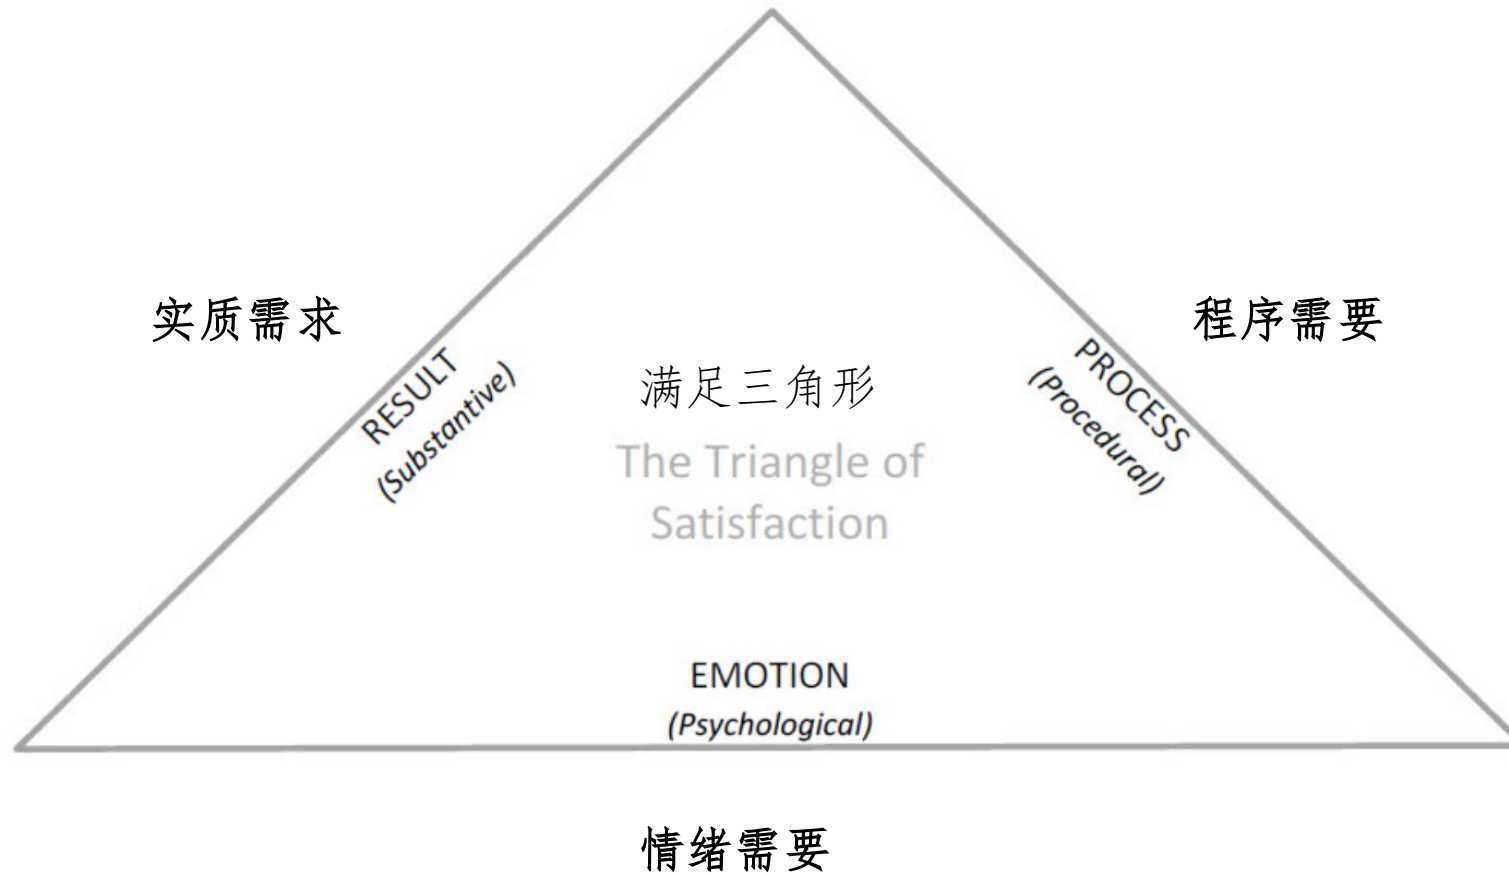 实质需求
程序需要
RESULT
(Substantive)
满足三角形
The Triangle of
Satisfaction
PROCESS
(Procedural)
EMOTION
(Psychological)
情绪需要